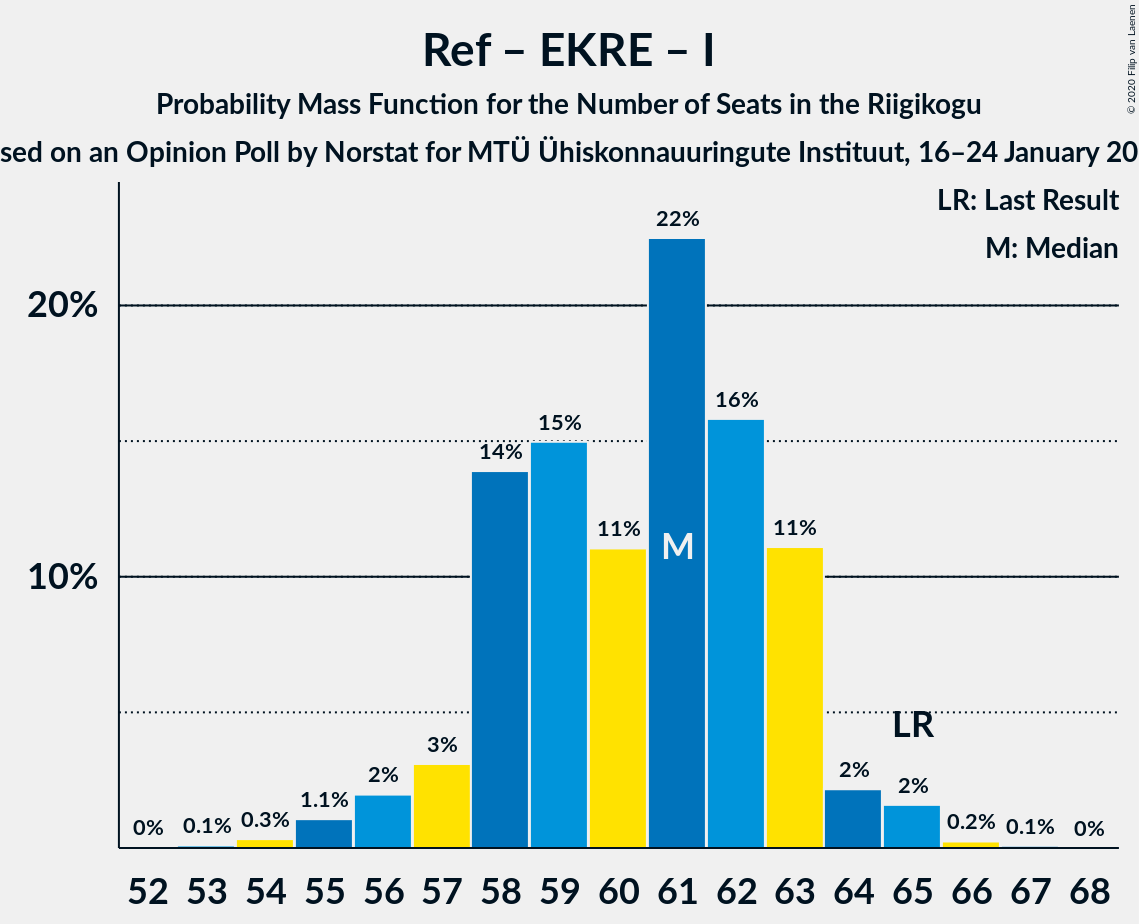 Ref – EKRE – I
Probability Mass Function for the Number of Seats in the Riigikogu
sed on an Opinion Poll by Norstat for MTÜ Ühiskonnauuringute Instituut, 16–24 January 20
© 2020 Filip van Laenen
LR: Last Result
M: Median
20%
10%
0%
0.1%
0.3%
1.1%
2%
3%
14%
15%
11%
22%
16%
11%
2%
2%
0.2%
0.1%
0%
M
LR
52 53 54 55 56 57 58 59 60 61 62 63 64 65 66 67 68